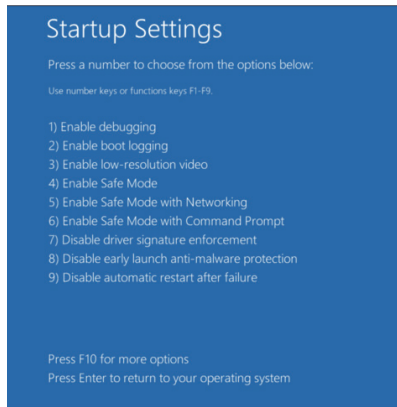 Startup Settings
Press a number to choose from the options below:
Use number keys or functions keys F1-F9.
1) Enable debugging
2) Enable boot logging
3) Enable low-resolution video
4) Enable Safe Mode
5) Enable Safe Mode with Networking
6) Enable Safe Mode with Command Prompt
7) Disable driver signature enforcement
8) Disable early launch anti-malware protection
9) Disable automatic restart after failure
Press F10 for more options
Press Enter to return to your operating system